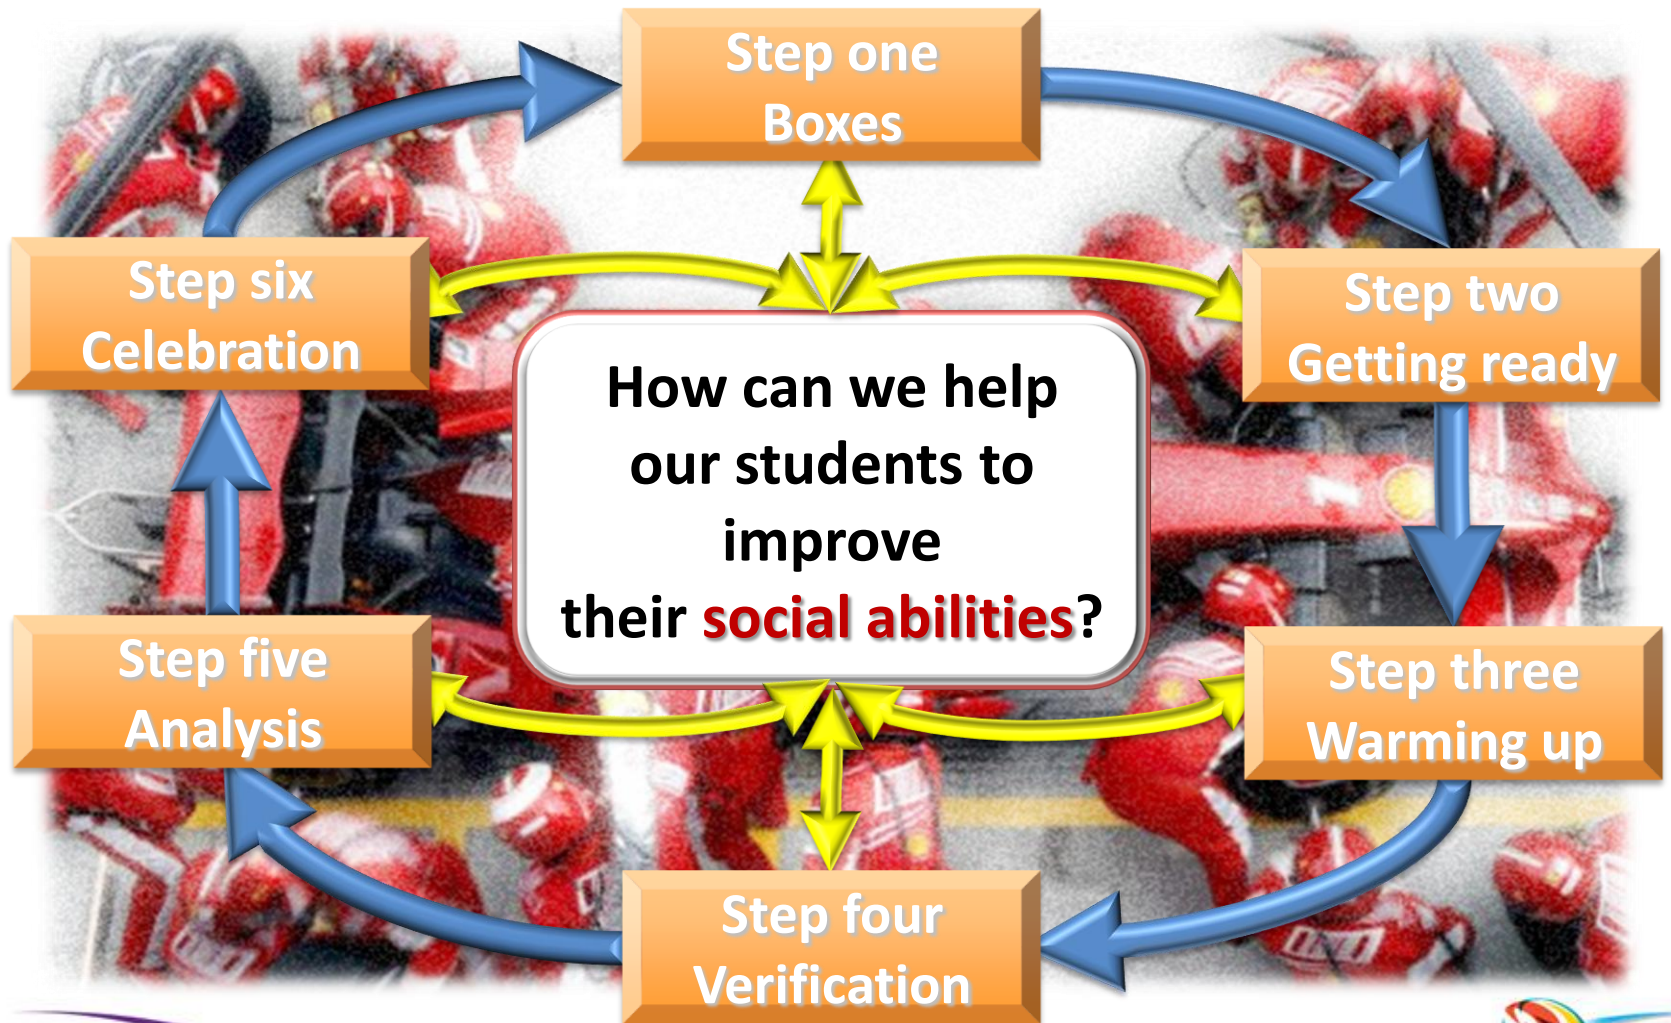 Step one
Boxes
Step six
Celebration
Step two
Getting ready
How can we help
our students to
improve
their social abilities?
Step five
Analysis
Step three
Warming up
Step four
Verification